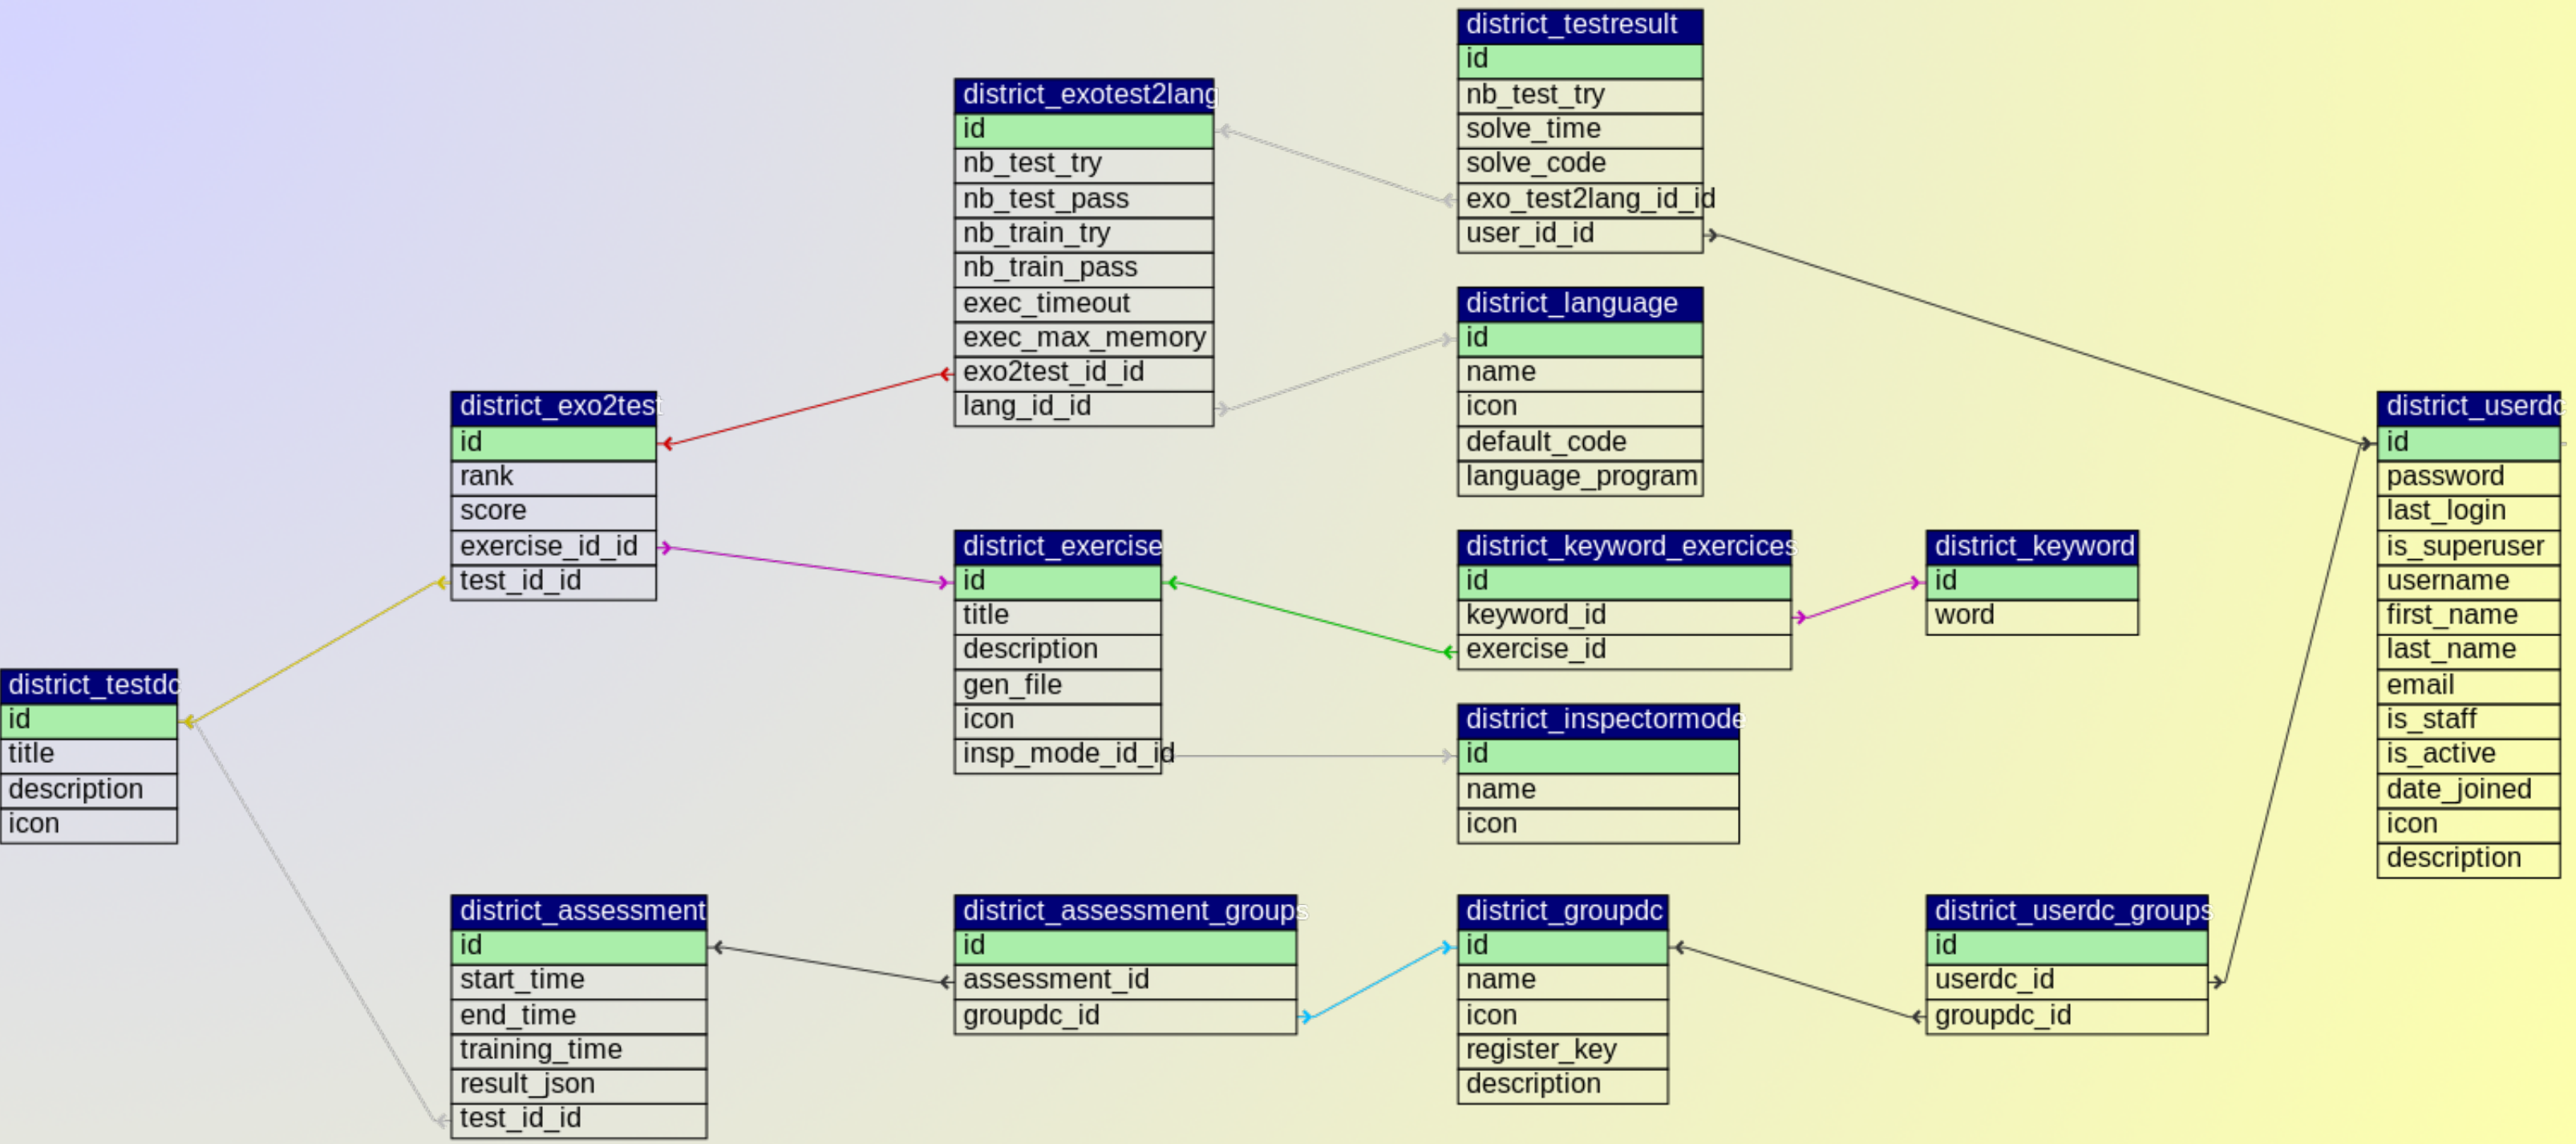 district_testdc
id
title
description
icon
district_exo2test
id
rank
score
exercise_id_id
test_id_id
district_assessment
id
start_time
end_time
training_time
result_json
test_id_id
district_exotest2lang
id
nb_test_try
nb_test_pass
nb_train_try
nb_train_pass
exec_timeout
exec_max_memory
exo2test_id_id
lang_id_id
district_exercise
id
title
description
gen_file
icon
insp_mode_id_id
district_assessment_groups
id
assessment_id
groupdc_id
district_testresult
id
nb_test_try
solve_time
solve_code
exo_test2lang_id_id
user_id_id
district_language
id
name
icon
default_code
language_program
district_keyword_exercices
id
keyword_id
exercise_id
district_inspectormode
id
name
icon
district_groupdc
id
name
icon
register_key
description
district_keyword
id
word
district_userdc_groups
id
userdc_id
groupdc_id
district_userdc
id
password
last_login
is_superuser
username
first_name
last_name
email
is_staff
is_active
date_joined
icon
description